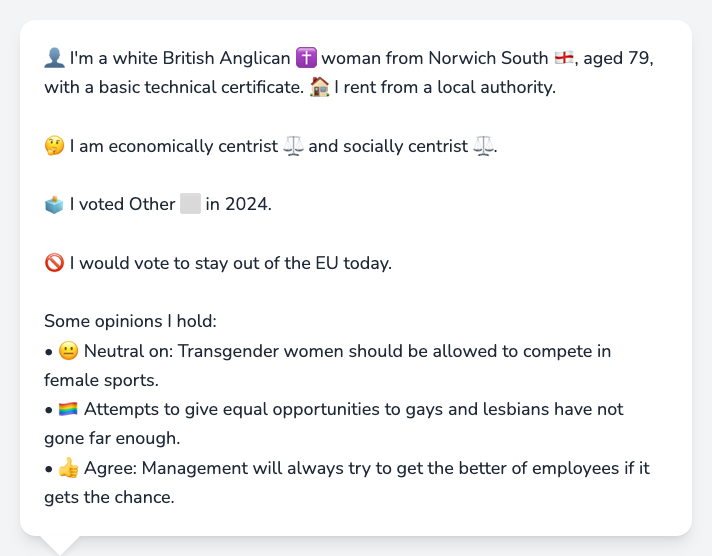 👤 I'm a white British Anglican ✝️ woman from Norwich South 🏴󠁧󠁢󠁥󠁮󠁧󠁿, aged 79,
with a basic technical certificate. 🏠 I rent from a local authority.
🤔 I am economically centrist ⚖️ and socially centrist ⚖️.
🗳️ I voted Other ⬜ in 2024.
🚫 I would vote to stay out of the EU today.
Some opinions I hold:
• 😐 Neutral on: Transgender women should be allowed to compete in
female sports.
• 🏳️‍🌈 Attempts to give equal opportunities to gays and lesbians have not
gone far enough.
• 👍 Agree: Management will always try to get the better of employees if it
gets the chance.